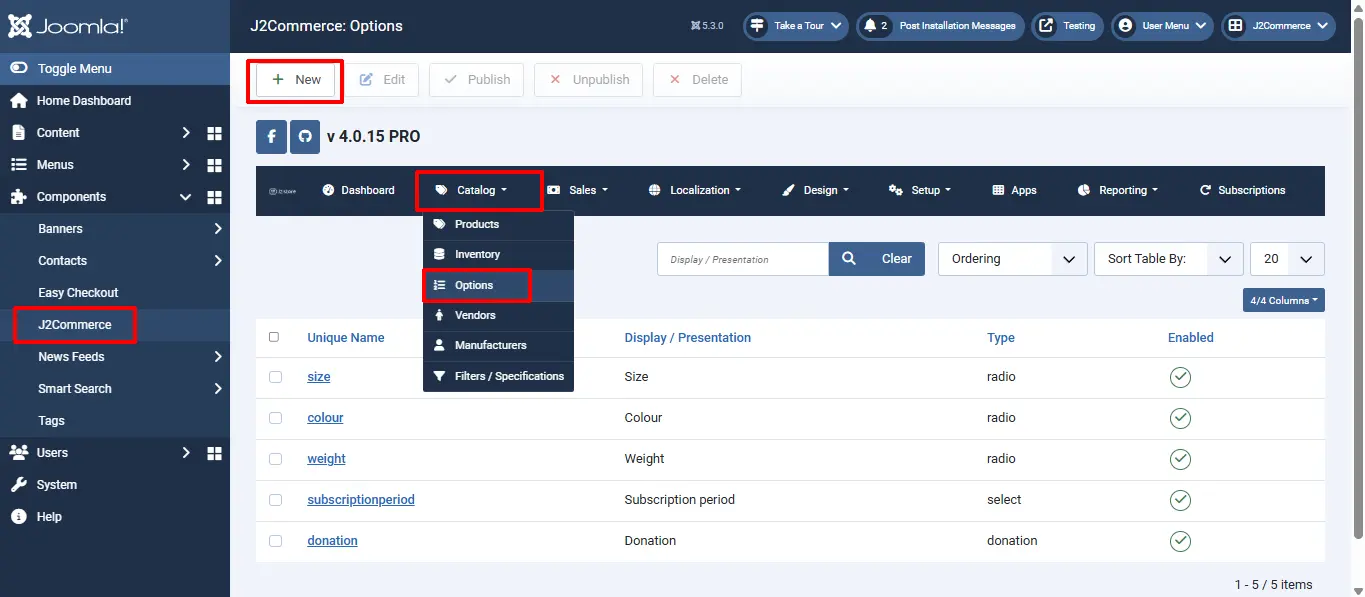 Joomla!®
J2Commerce: Options
5.3.0
Take a Tour
2 Post Installation Messages
Testing
User Menu
J2Commerce
Toggle Menu
Home Dashboard
Content
Menus
Components
Banners
Contacts
Easy Checkout
J2Commerce
News Feeds
Smart Search
Tags
Users
System
Help
New
Edit
Publish
Unpublish
Delete
v 4.0.15 PRO
Dashboard
Catalog
Sales
Localization
Design
Setup
Apps
Reporting
Subscriptions
Products
Inventory
Options
Vendors
Manufacturers
Filters / Specifications
Display / Presentation
Clear
Ordering
Sort Table By:
20
4/4 Columns
Unique Name Display / Presentation Type Enabled
size Size radio
colour Colour radio
weight Weight radio
subscriptionperiod Subscription period select
donation Donation donation
1 - 5 / 5 items